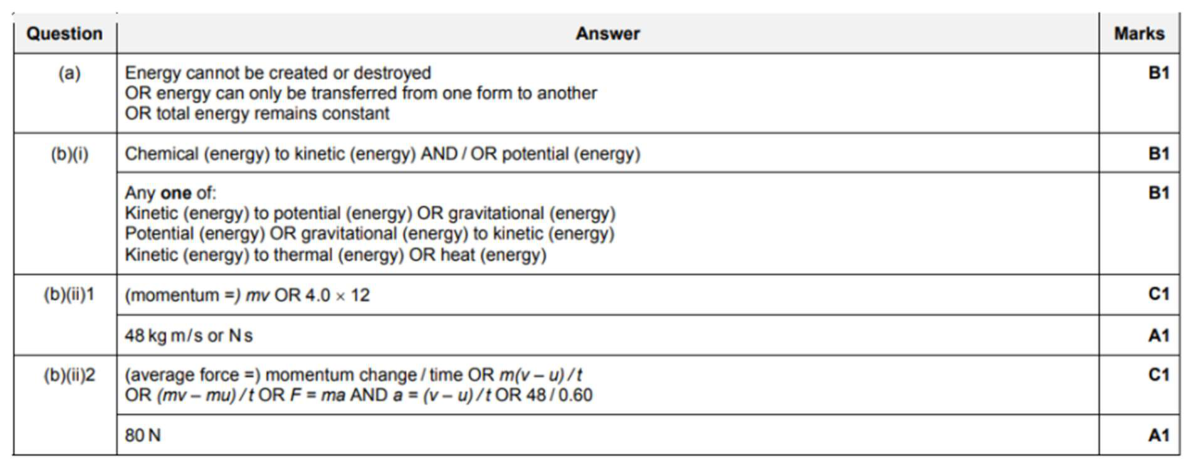 Question Answer Marks
(a) Energy cannot be created or destroyed B1
OR energy can only be transferred from one form to another
OR total energy remains constant
(b)(i) Chemical (energy) to kinetic (energy) AND / OR potential (energy) B1
Any one of: B1
Kinetic (energy) to potential (energy) OR gravitational (energy)
Potential (energy) OR gravitational (energy) to kinetic (energy)
Kinetic (energy) to thermal (energy) OR heat (energy)
(b)(ii)1 (momentum =) mv OR 4.0 × 12 C1
48 kg m/s or N s A1
(b)(ii)2 (average force =) momentum change / time OR m(v – u) / t C1
OR (mv – mu) / t OR F = ma AND a = (v – u) / t OR 48 / 0.60
80 N A1